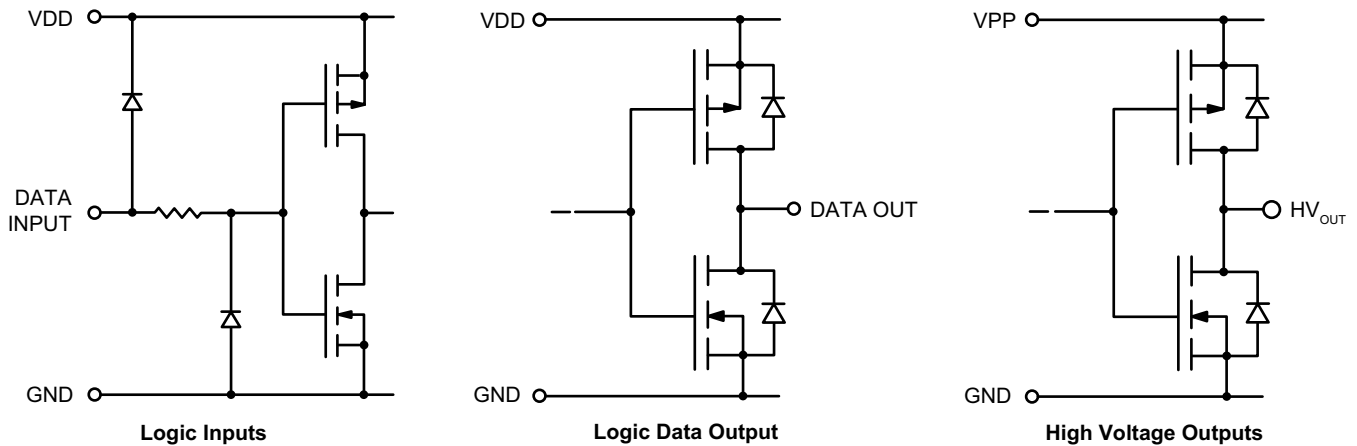 VDD
DATA
INPUT
GND
Logic Inputs
VDD
DATA OUT
GND
Logic Data Output
VPP
HVOUT
GND
High Voltage Outputs